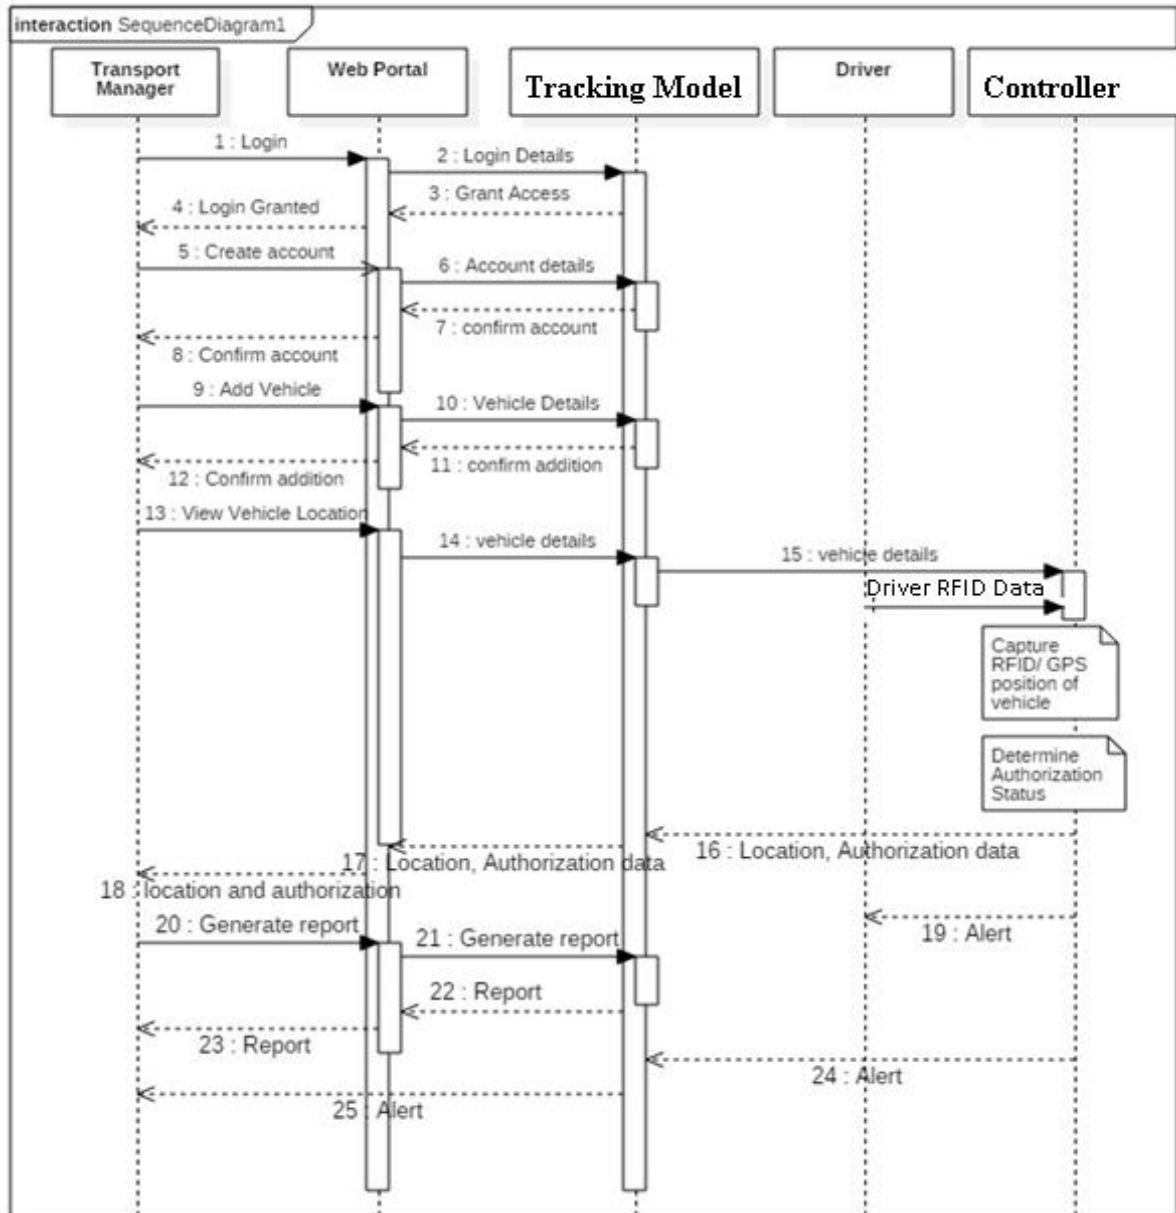 interaction SequenceDiagram1
Transport
Manager
Web Portal
Tracking Model
Driver
Controller
1 : Login
2 : Login Details
3 : Grant Access
4 : Login Granted
5 : Create account
6 : Account details
7 : confirm account
8 : Confirm account
9 : Add Vehicle
10 : Vehicle Details
11 : confirm addition
12 : Confirm addition
13 : View Vehicle Location
14 : vehicle details
15 : vehicle details
Driver RFID Data
Capture
RFID/ GPS
position of
vehicle
Determine
Authorization
Status
16 : Location, Authorization data
17 : Location, Authorization data
18 : location and authorization
19 : Alert
20 : Generate report
21 : Generate report
22 : Report
23 : Report
24 : Alert
25 : Alert